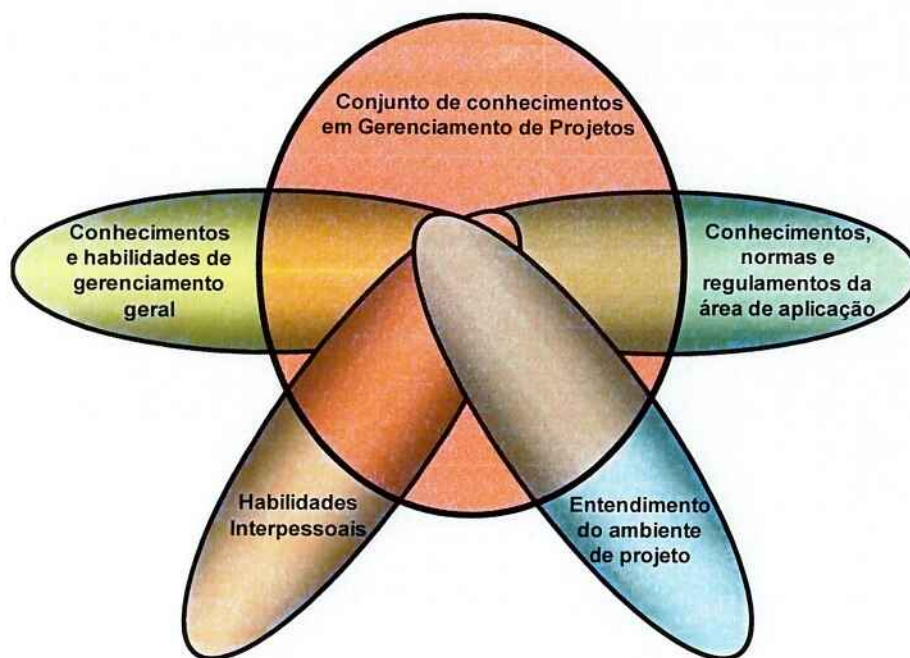 Conjunto de conhecimentos
em Gerenciamento de Projetos
Conhecimentos
e habilidades de
gerenciamento
geral
Conhecimentos,
normas e
regulamentos da
área de aplicação
Habilidades
Interpessoais
Entendimento
do ambiente
de projeto